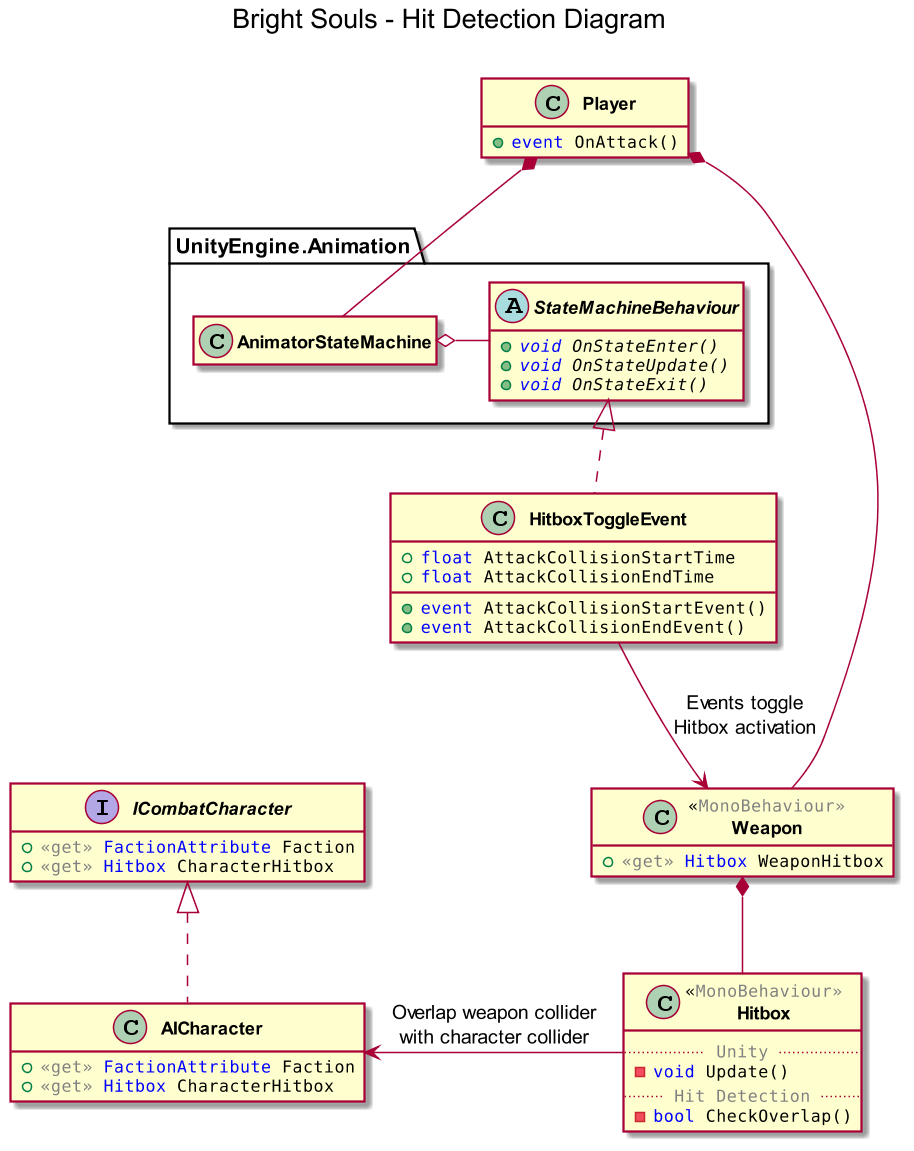 Bright Souls - Hit Detection Diagram
C Player
event OnAttack()
UnityEngine.Animation
C AnimatorStateMachine
A StateMachineBehaviour
void OnStateEnter()
void OnStateUpdate()
void OnStateExit()
C HitboxToggleEvent
float AttackCollisionStartTime
float AttackCollisionEndTime
event AttackCollisionStartEvent()
event AttackCollisionEndEvent()
Events toggle
Hitbox activation
I ICombatCharacter
«get» FactionAttribute Faction
«get» Hitbox CharacterHitbox
C «MonoBehaviour»
Weapon
«get» Hitbox WeaponHitbox
C AICharacter
«get» FactionAttribute Faction
«get» Hitbox CharacterHitbox
Overlap weapon collider
with character collider
C «MonoBehaviour»
Hitbox
Unity
void Update()
Hit Detection
bool CheckOverlap()